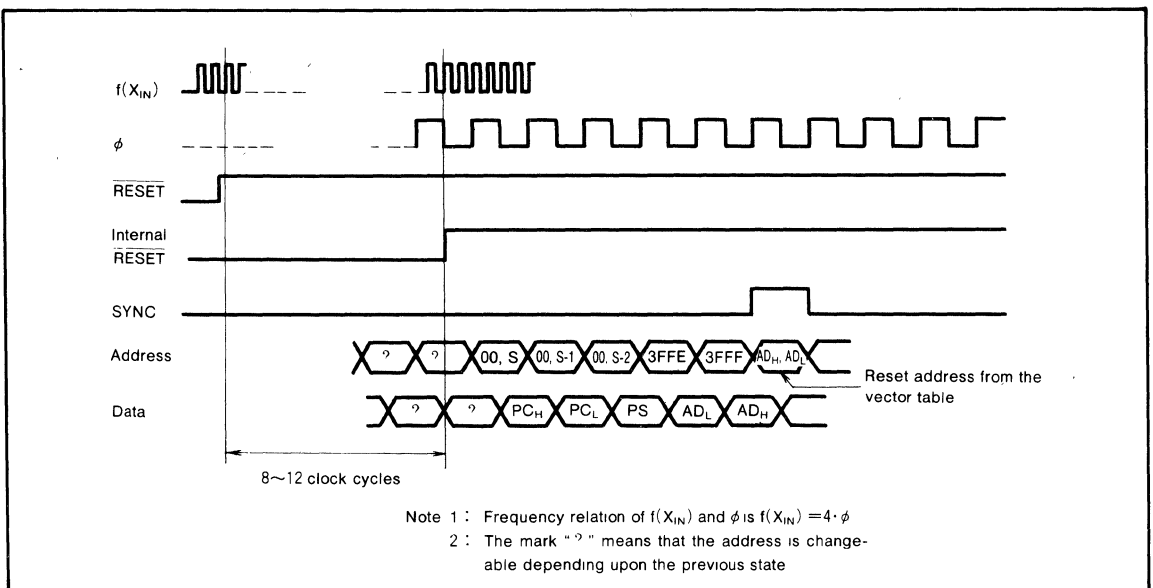 f(XIN)
φ
RESET
Internal
RESET
SYNC
Address
? ? 00, S 00, S-1 00, S-2 3FFE 3FFF ADH, ADL
Reset address from the
vector table
Data
? ? PCH PCL PS ADL ADH
8~12 clock cycles
Note 1 : Frequency relation of f(XIN) and φ is f(XIN) =4·φ
2 : The mark “?” means that the address is change-
able depending upon the previous state